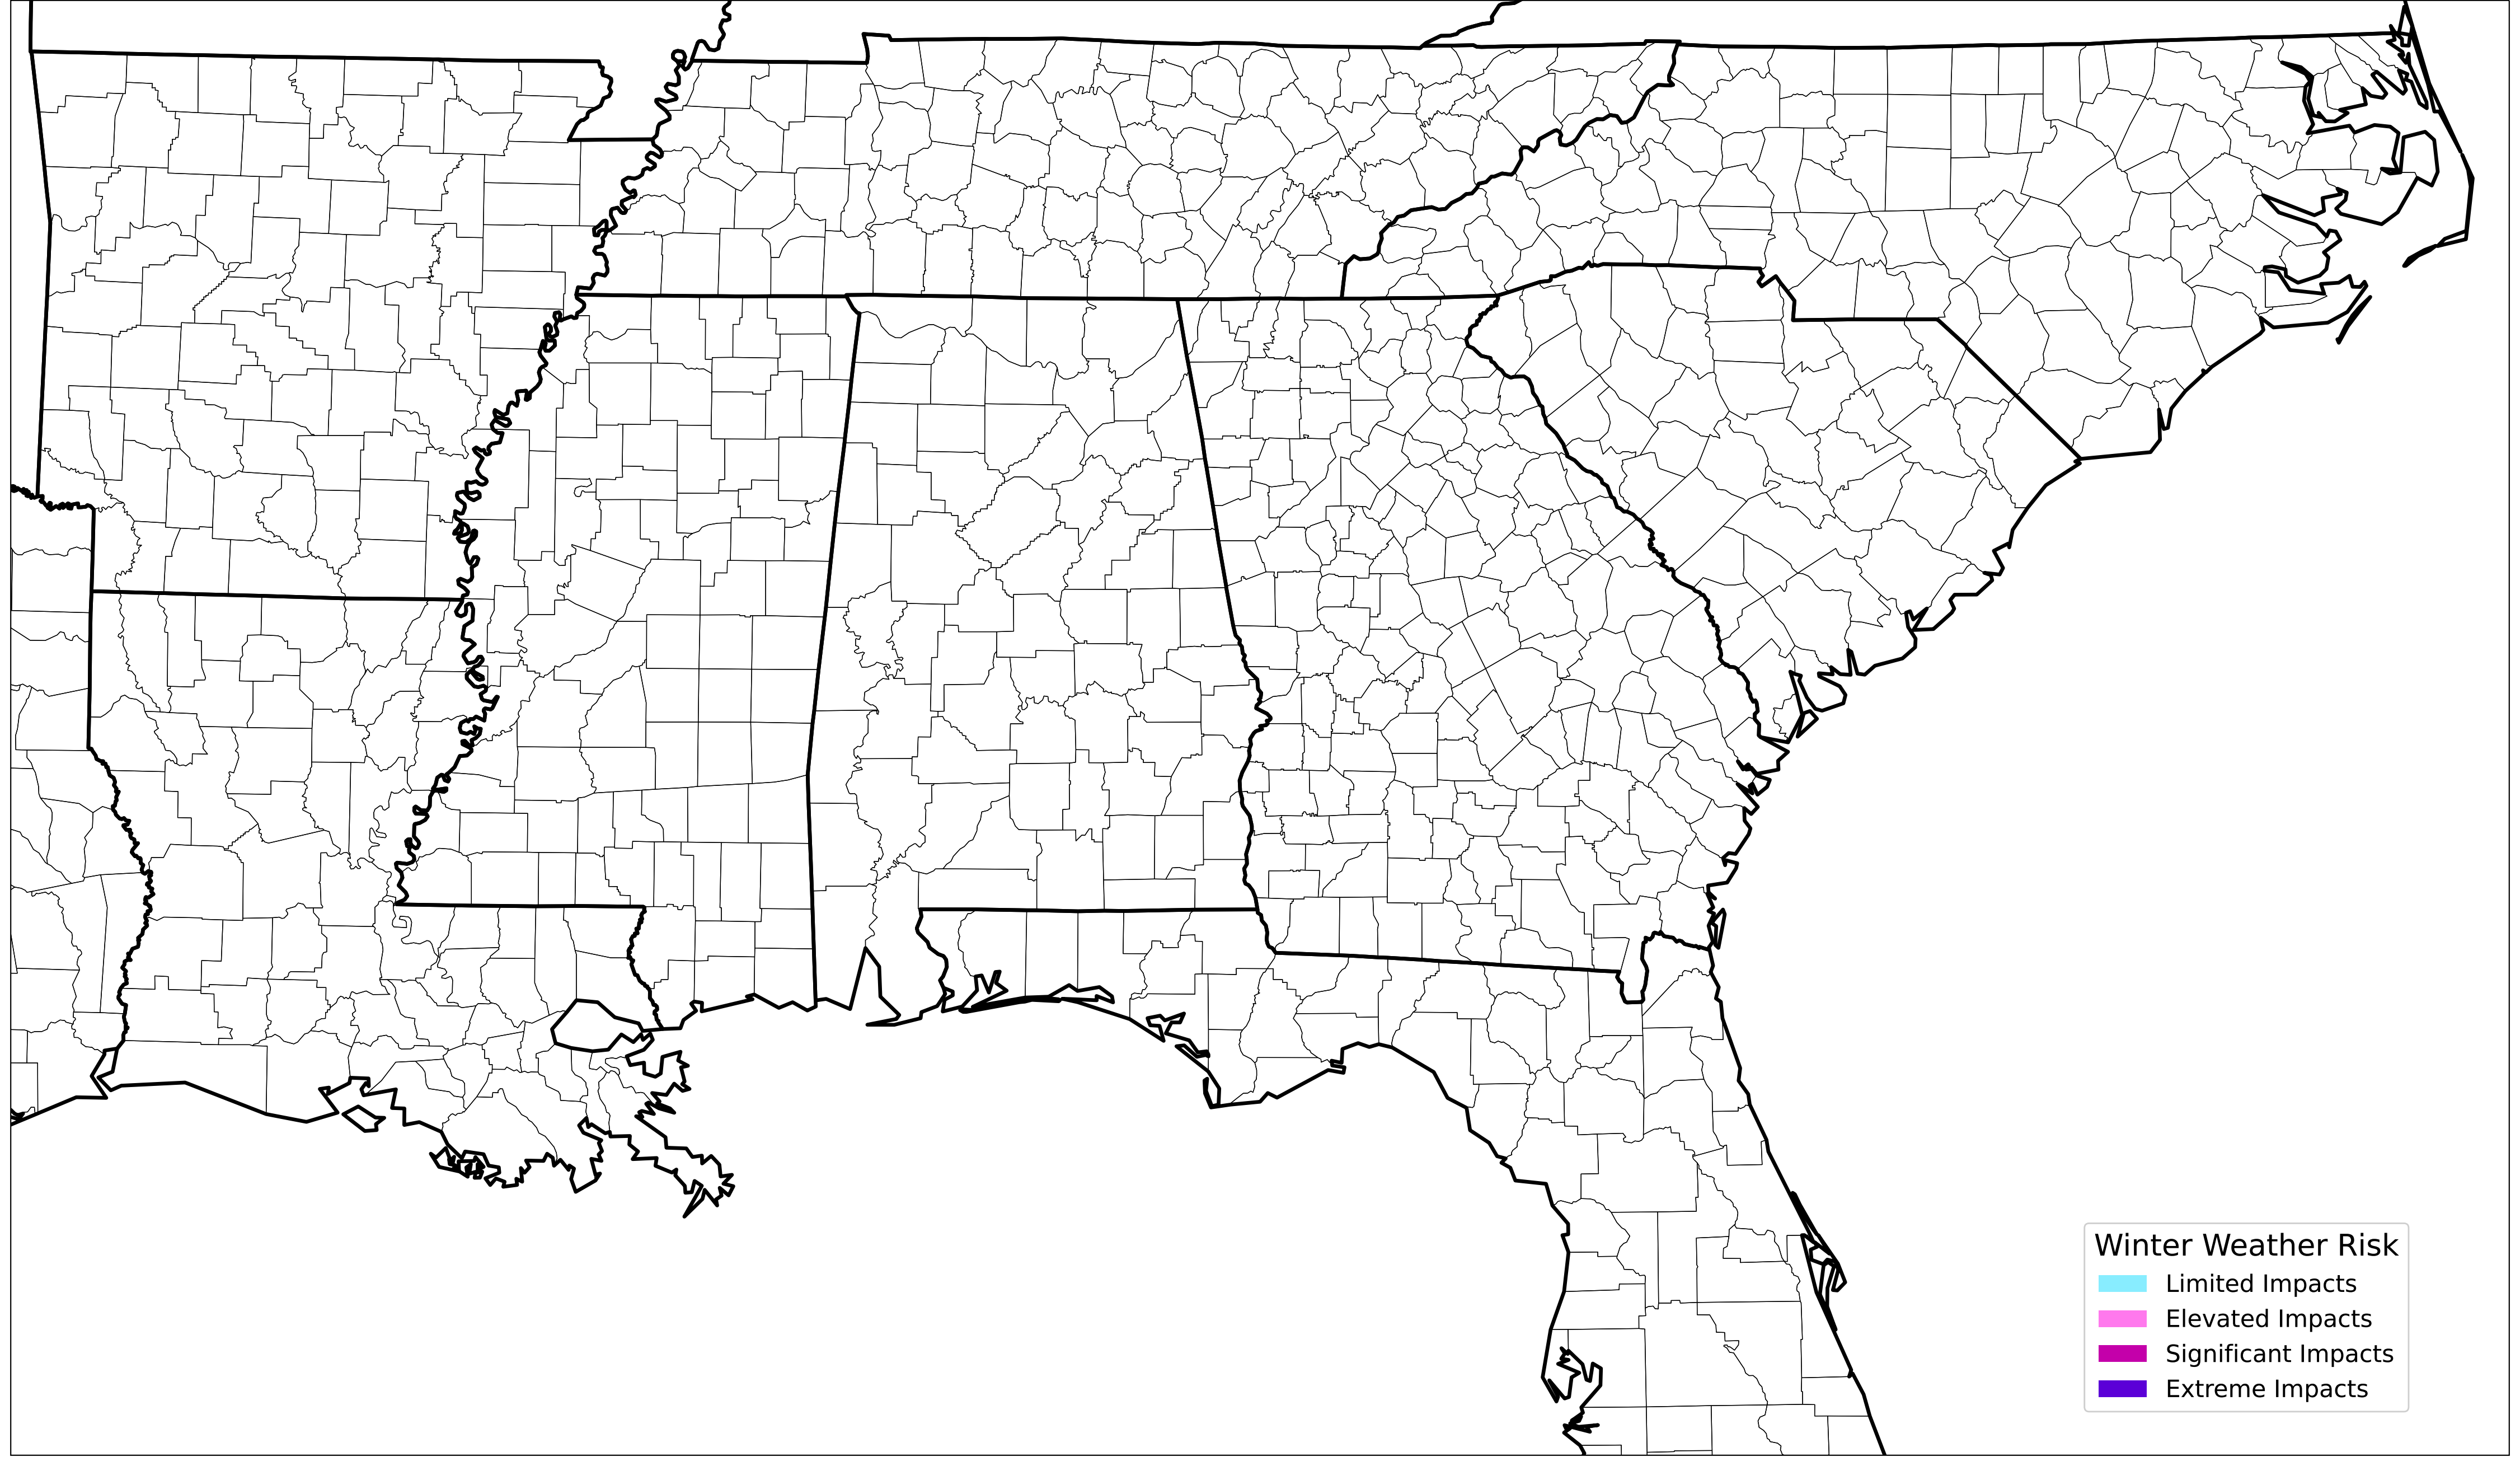 Winter Weather Risk
Limited Impacts
Elevated Impacts
Significant Impacts
Extreme Impacts